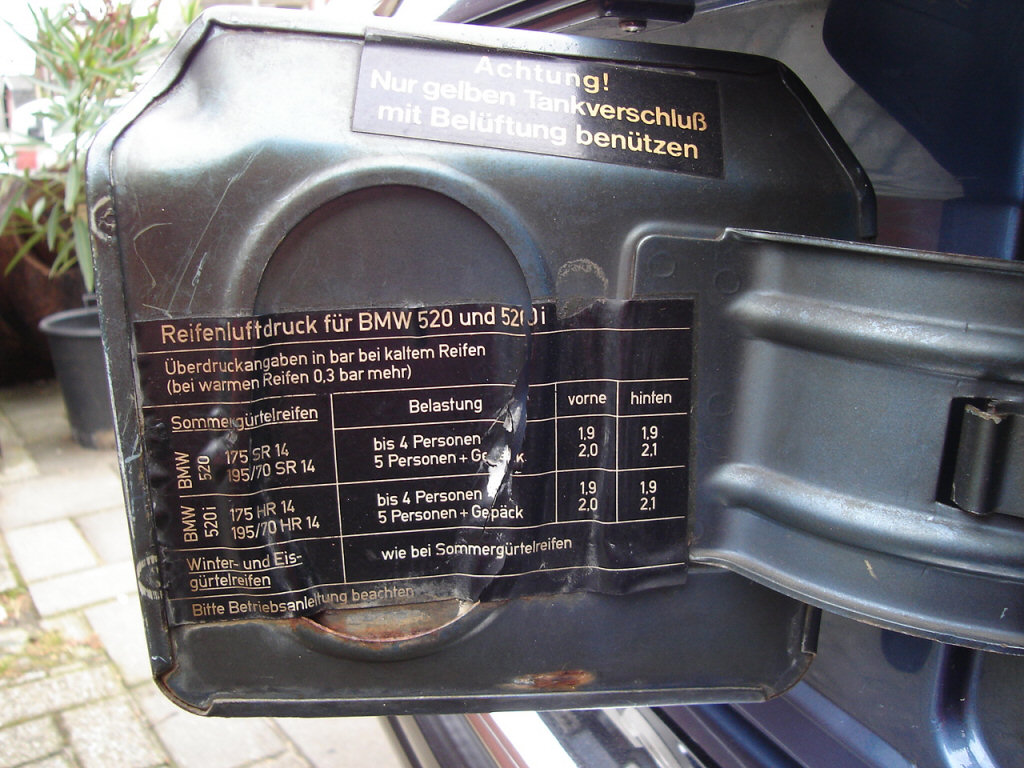 Achtung!
Nur gelben Tankverschluß
mit Belüftung benützen
Reifenluftdruck für BMW 520 und 520i
Überdruckangaben in bar bei kaltem Reifen
(bei warmen Reifen 0,3 bar mehr)
Sommergürtelreifen Belastung vorne hinten
BMW 520 175 SR 14 bis 4 Personen 1,9 1,9
195/70 SR 14 5 Personen + Gepäck 2,0 2,1
BMW 520i 175 HR 14 bis 4 Personen 1,9 1,9
195/70 HR 14 5 Personen + Gepäck 2,0 2,1
Winter- und Eis-
gürtelreifen wie bei Sommergürtelreifen
Bitte Betriebsanleitung beachten